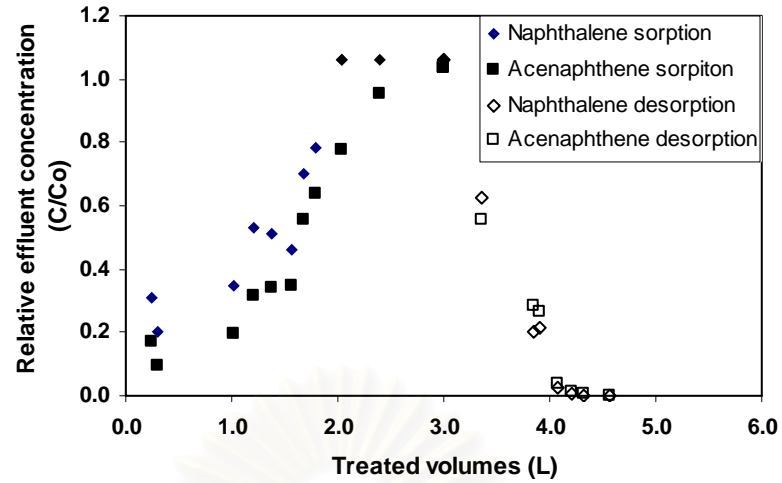 Relative effluent concentration
(C/Co)
1.2
1.0
0.8
0.6
0.4
0.2
0.0
Naphthalene sorption
Acenaphthene sorpiton
Naphthalene desorption
Acenaphthene desorption
0.0 1.0 2.0 3.0 4.0 5.0 6.0
Treated volumes (L)